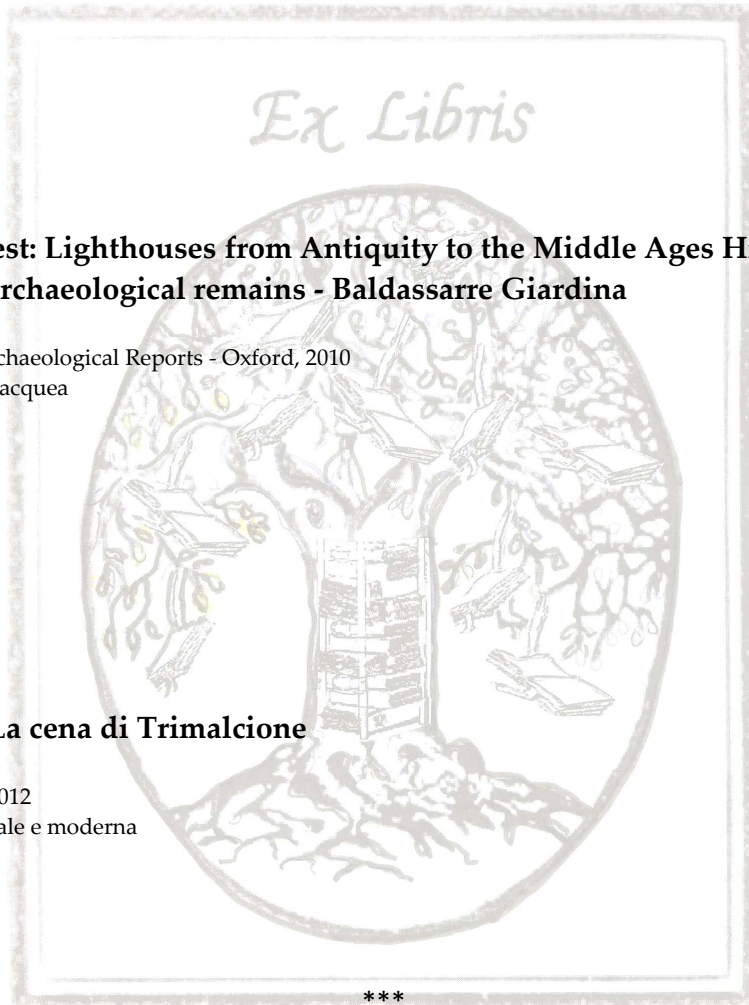 Ex Libris
est: Lighthouses from Antiquity to the Middle Ages Hi
rchaeological remains - Baldassarre Giardina
chaeological Reports - Oxford, 2010
acquea
La cena di Trimalcione
012
ale e moderna
***